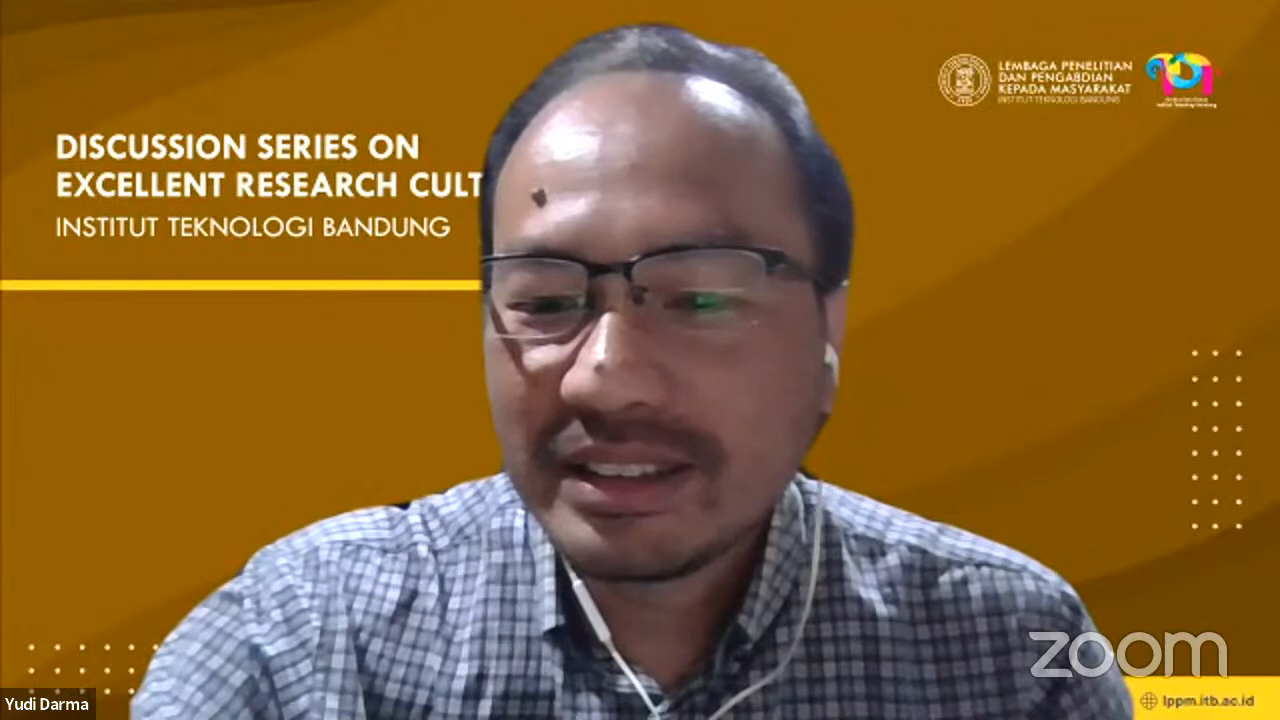 DISCUSSION SERIES ON
EXCELLENT RESEARCH CULT
INSTITUT TEKNOLOGI BANDUNG
LEMBAGA PENELITIAN
DAN PENGABDIAN
KEPADA MASYARAKAT
INSTITUT TEKNOLOGI BANDUNG
101
zoom
Yudi Darma
lppm.itb.ac.id